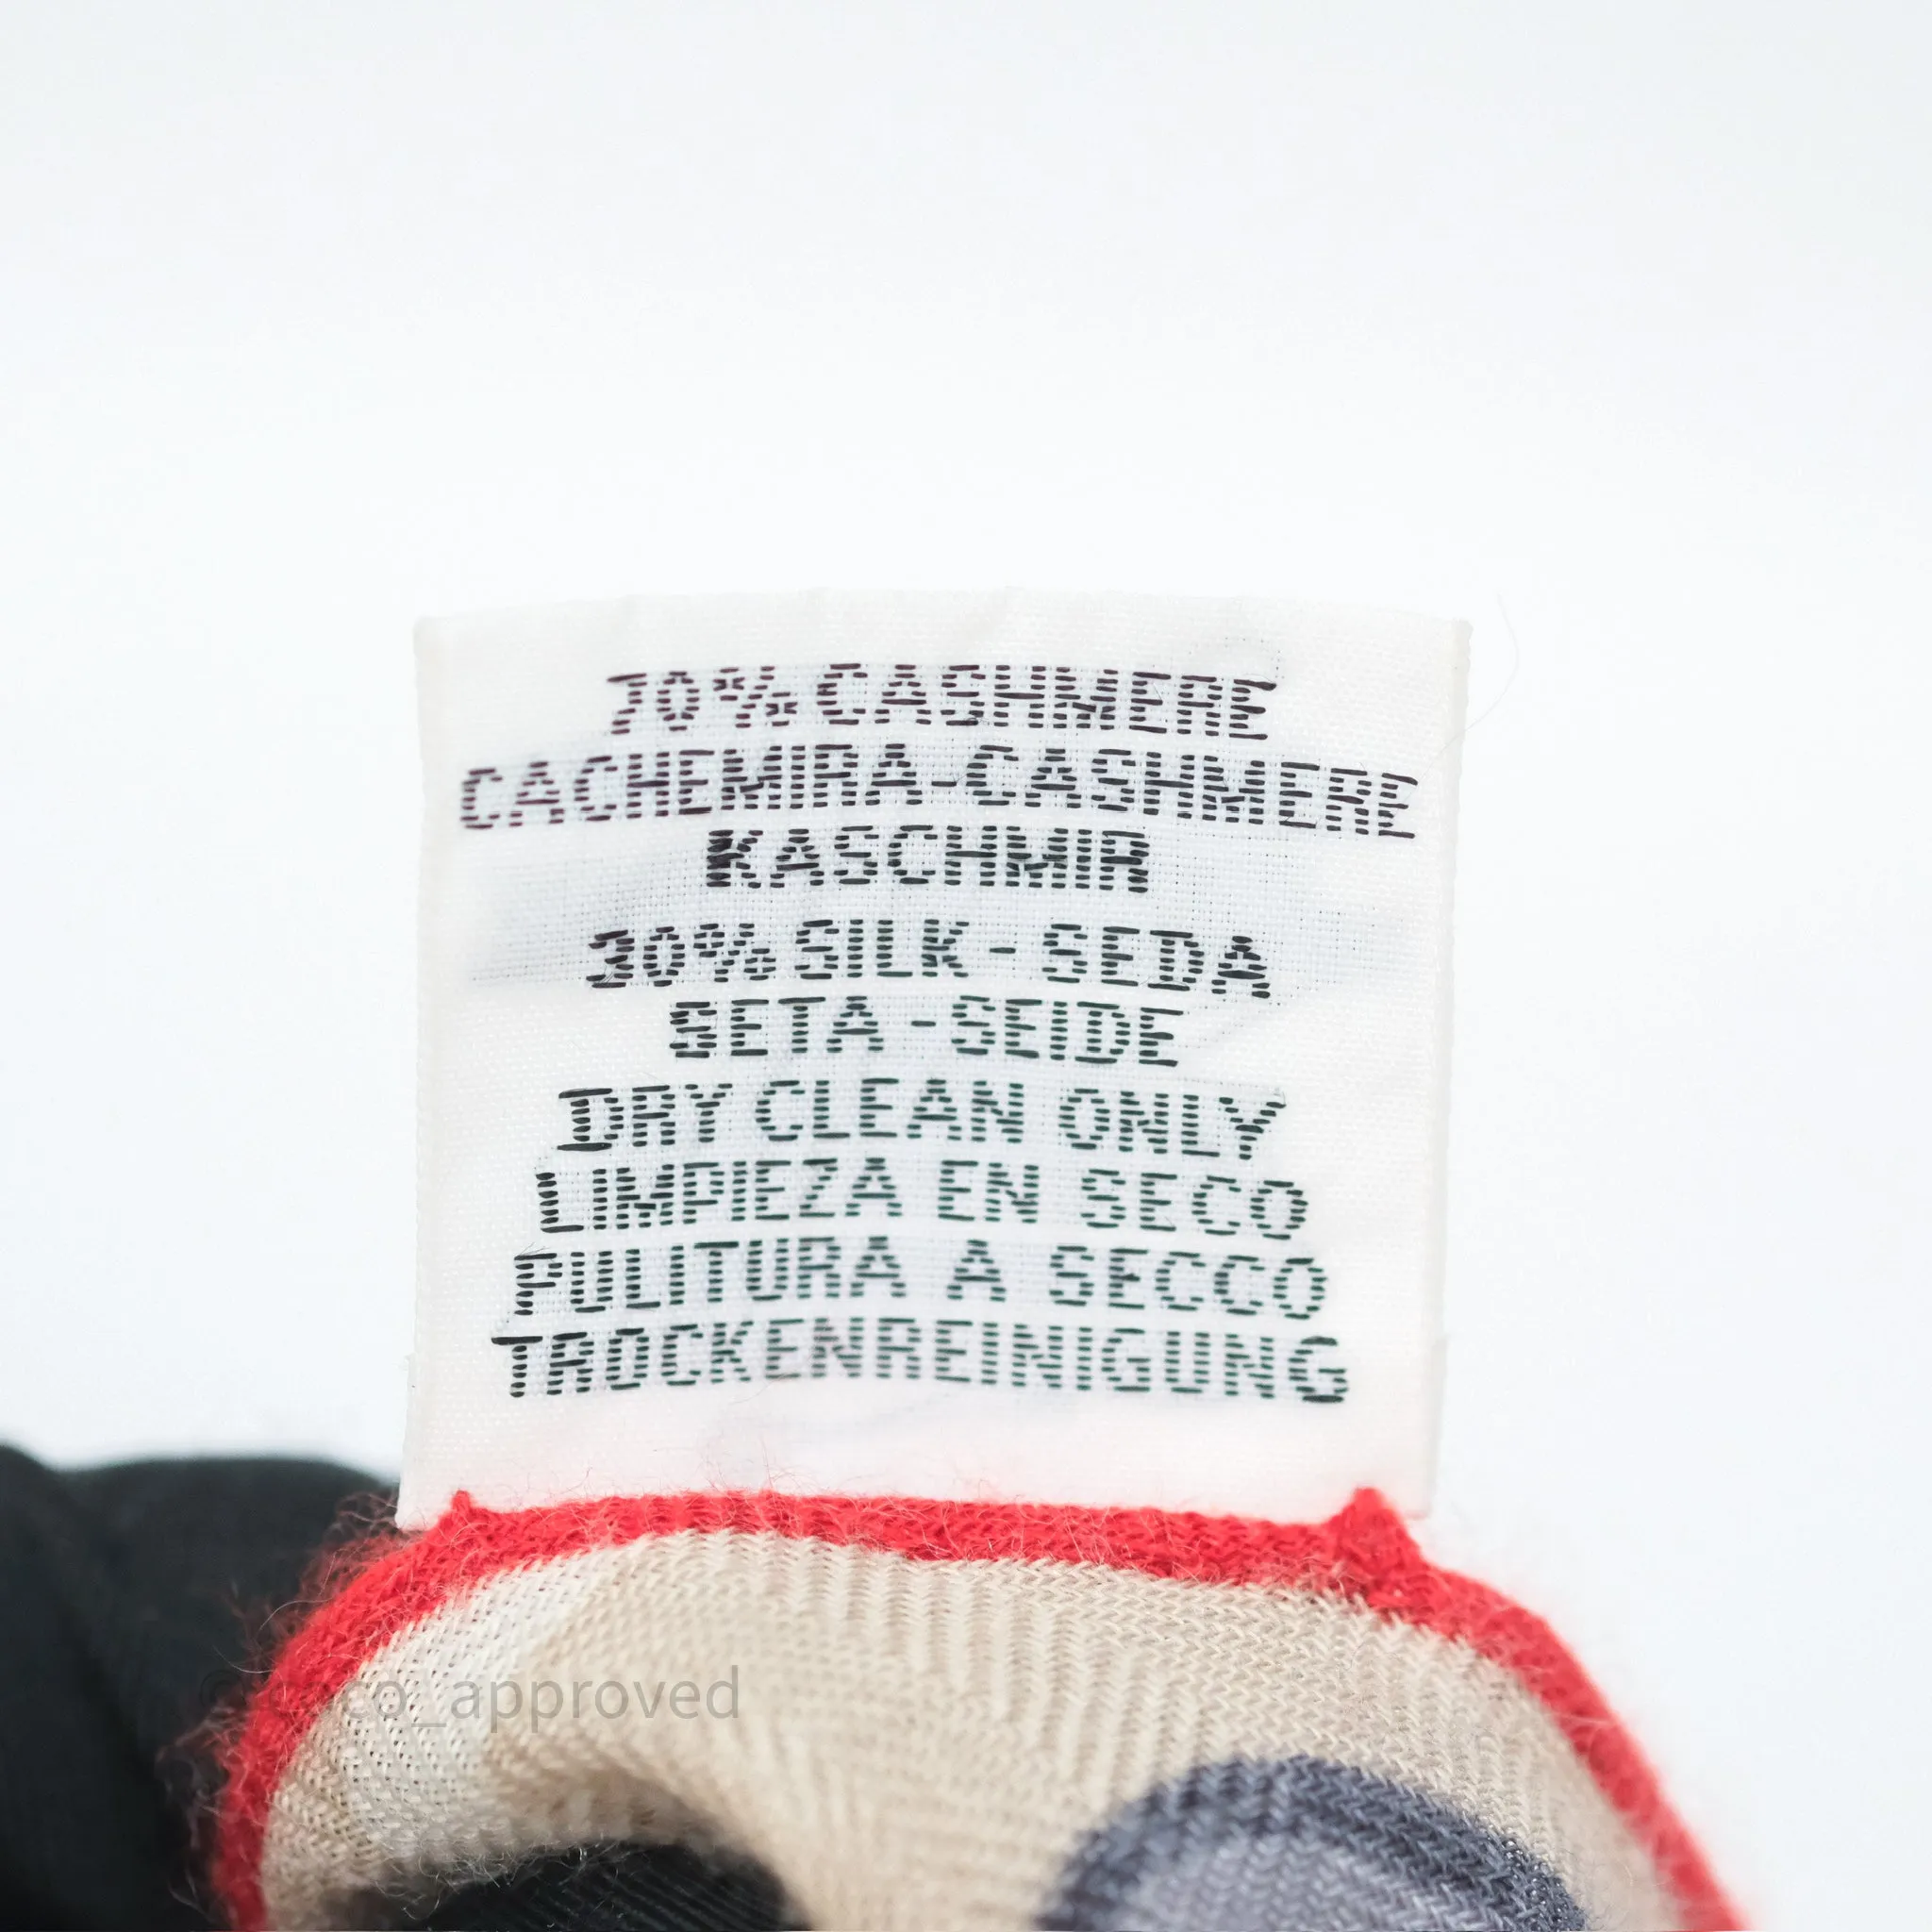 70% CASHMERE
CACHEMIRA-CASHMERE
KASCHMIR
30% SILK - SEDA
SETA - SEIDE
DRY CLEAN ONLY
LIMPIEZA EN SECO
PULITURA A SECCO
TROCKENREINIGUNG
©coco_approved